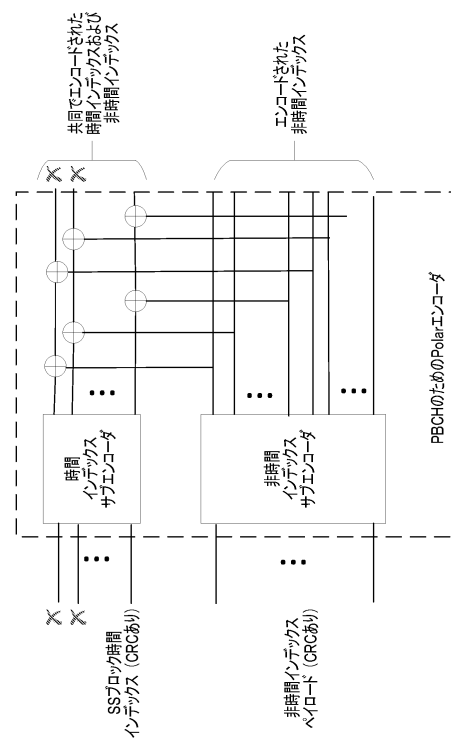 共同でエンコードされた
時間インデックスおよび
非時間インデックス
エンコードされた
非時間インデックス
時間
インデックス
サブエンコーダ
非時間
インデックス
サブエンコーダ
PBCHのためのPolarエンコーダ
SSブロック時間
インデックス（CRCあり）
非時間インデックス
ペイロード（CRCあり）